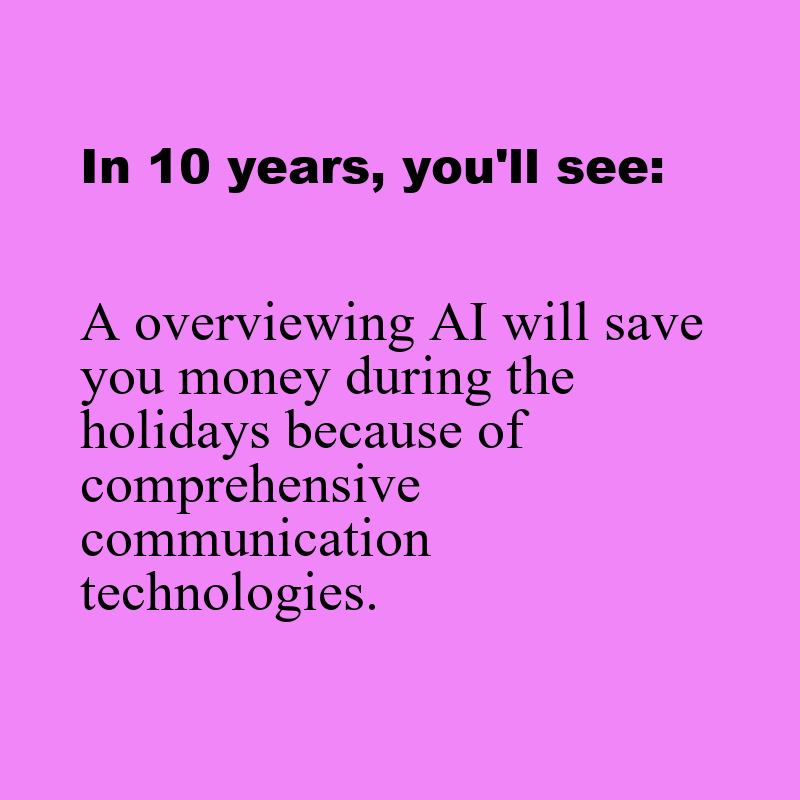 In 10 years, you'll see:
A overviewing AI will save
you money during the
holidays because of
comprehensive
communication
technologies.